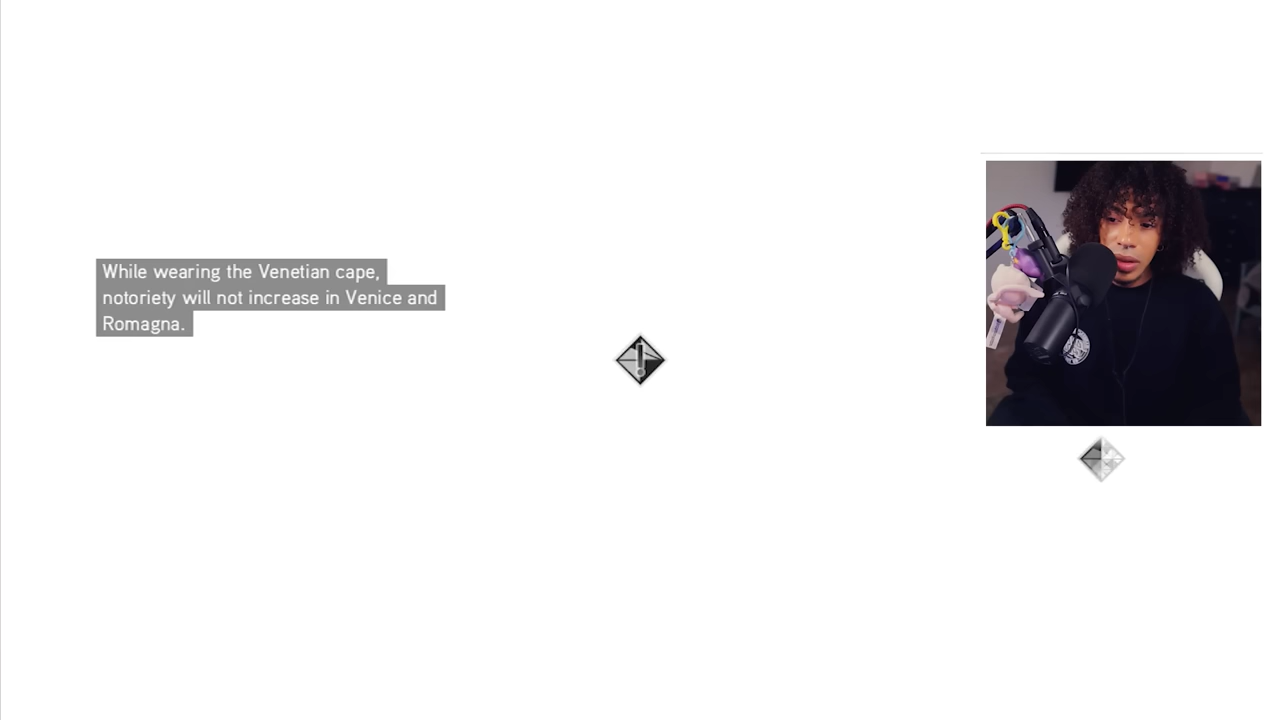 While wearing the Venetian cape,
notoriety will not increase in Venice and
Romagna.